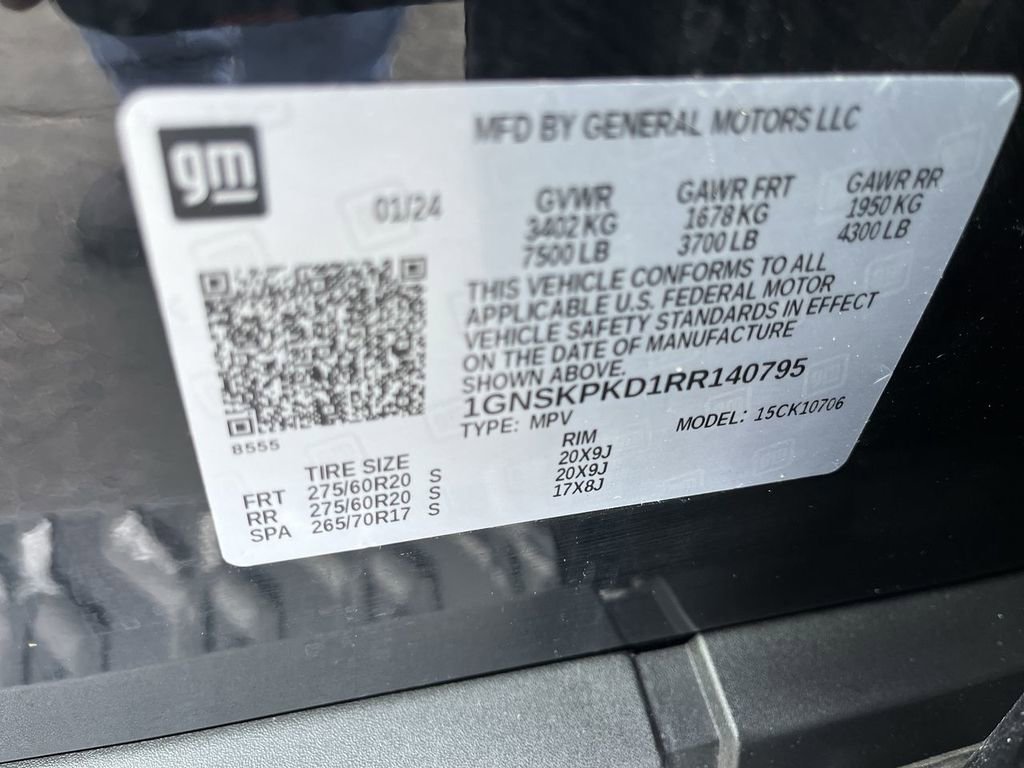 gm
MFD BY GENERAL MOTORS LLC
01/24
GVWR GAWR FRT GAWR RR
3402 KG 1678 KG 1950 KG
7500 LB 3700 LB 4300 LB
THIS VEHICLE CONFORMS TO ALL
APPLICABLE U.S. FEDERAL MOTOR
VEHICLE SAFETY STANDARDS IN EFFECT
ON THE DATE OF MANUFACTURE
SHOWN ABOVE.
1GNSKPKD1RR140795
TYPE: MPV MODEL: 15CK10706
8555
TIRE SIZE RIM
FRT 275/60R20 S 20X9J
RR 275/60R20 S 20X9J
SPA 265/70R17 S 17X8J